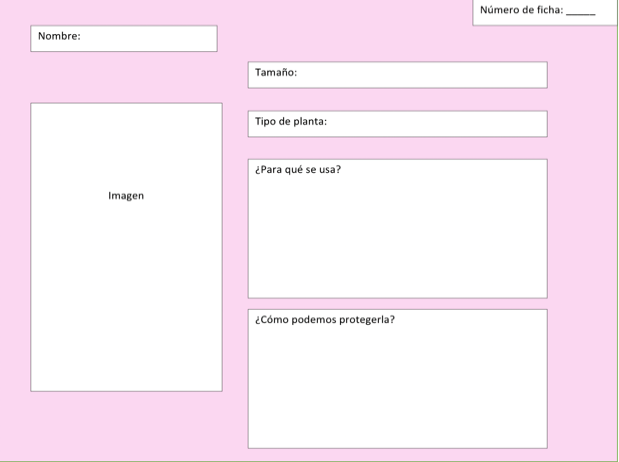 Número de ficha: _____
Nombre:
Tamaño:
Tipo de planta:
Imagen
¿Para qué se usa?
¿Cómo podemos protegerla?